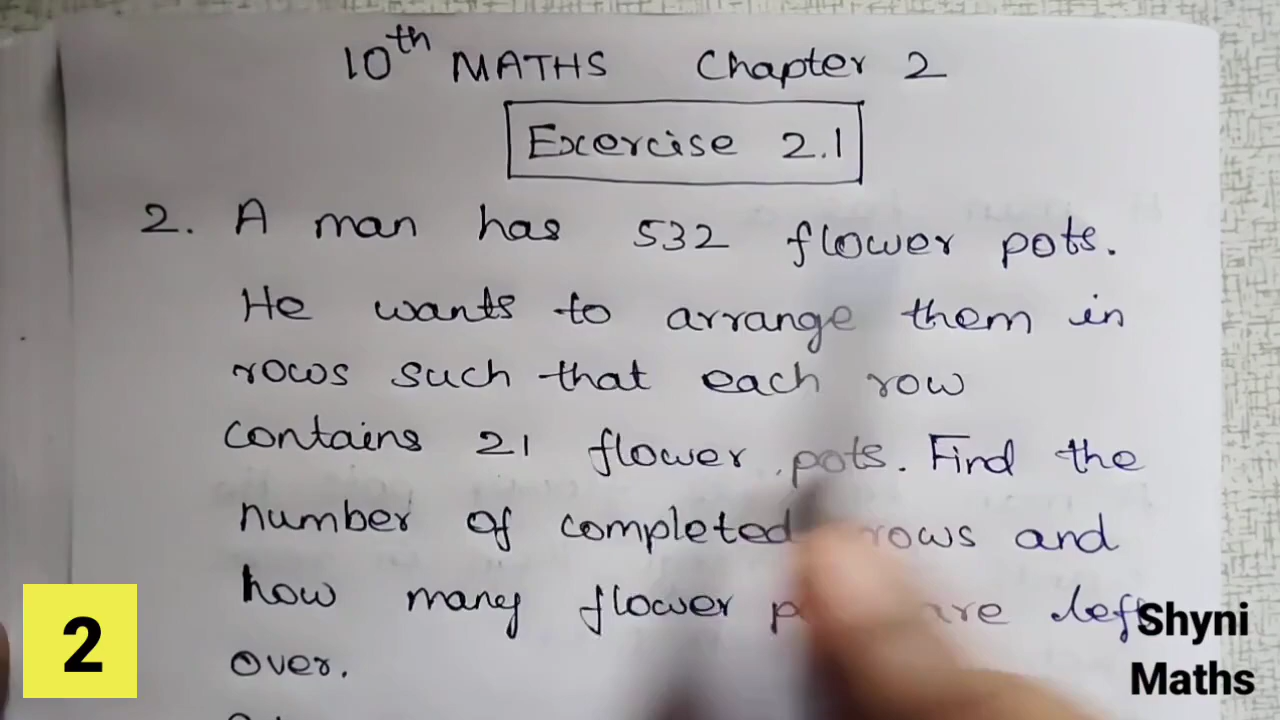 10th MATHS Chapter 2
Exercise 2.1
2. A man has 532 flower pots.
He wants to arrange them in
rows such that each row
contains 21 flower pots. Find the
number of completed rows and
how many flower are left
over.
2
Shyni
Maths